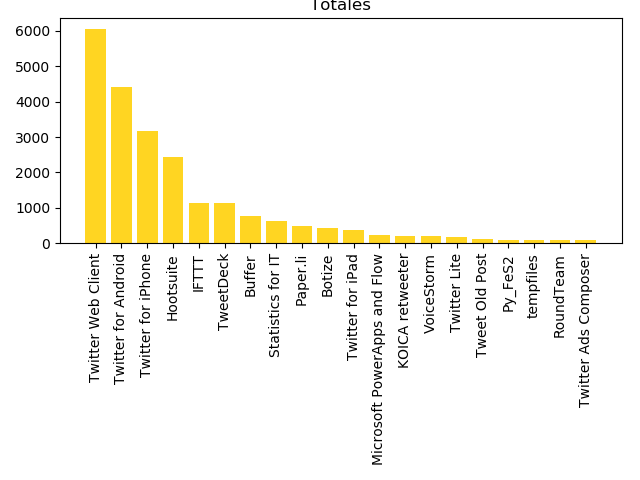 Totales
6000
5000
4000
3000
2000
1000
0
Twitter Web Client
Twitter for Android
Twitter for iPhone
Hootsuite
IFTTT
TweetDeck
Buffer
Statistics for IT
Paper.li
Botize
Twitter for iPad
Microsoft PowerApps and Flow
KOICA retweeter
VoiceStorm
Twitter Lite
Tweet Old Post
Py_FeS2
tempfiles
RoundTeam
Twitter Ads Composer